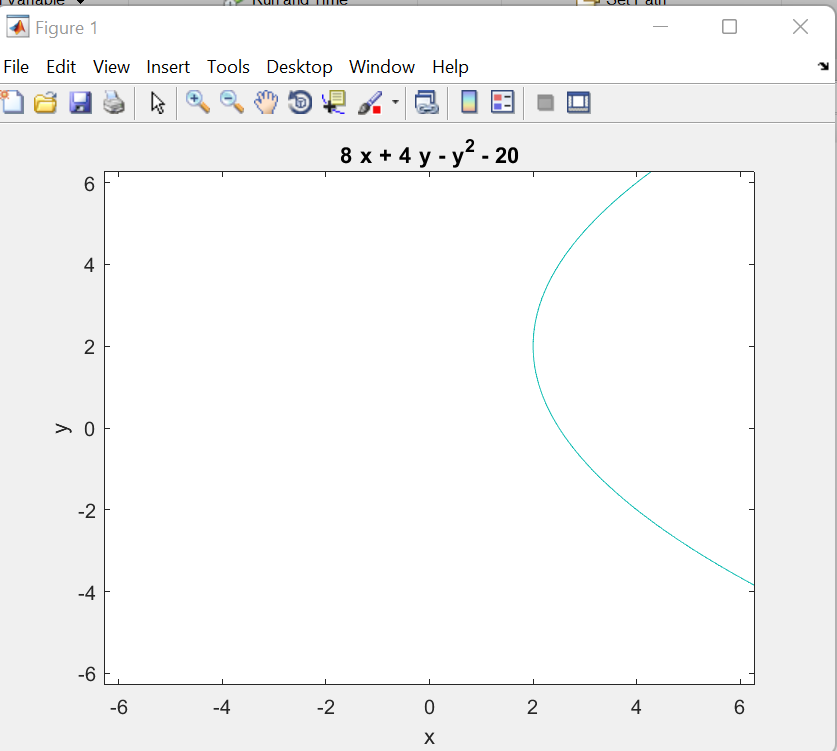 Variable
Run and Time
Set Path
Figure 1
File Edit View Insert Tools Desktop Window Help
8 x + 4 y - y² - 20
6
4
2
0
-2
-4
-6
y
-6 -4 -2 0 2 4 6
x